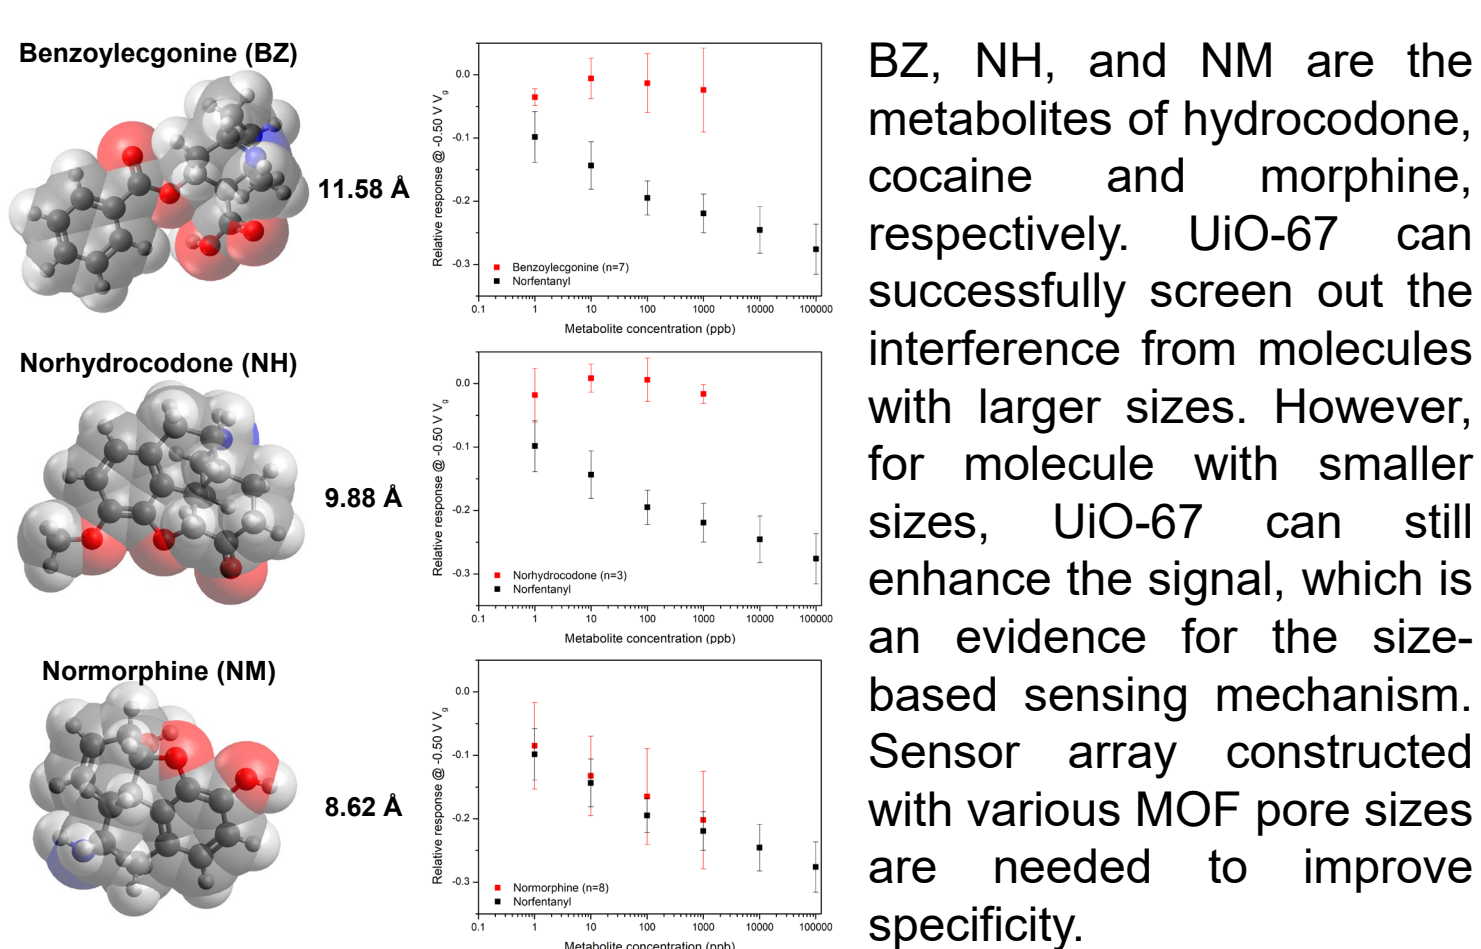 Benzoylecgonine (BZ)
11.58 Å
0.0
-0.1
-0.2
-0.3
Relative response @ -0.50 V Vg
Benzoylecgonine (n=7)
Norfentanyl
0.1 1 10 100 1000 10000 100000
Metabolite concentration (ppb)
Norhydrocodone (NH)
9.88 Å
0.0
-0.1
-0.2
-0.3
Relative response @ -0.50 V Vg
Norhydrocodone (n=3)
Norfentanyl
0.1 1 10 100 1000 10000 100000
Metabolite concentration (ppb)
Normorphine (NM)
8.62 Å
0.0
-0.1
-0.2
-0.3
Relative response @ -0.50 V Vg
Normorphine (n=8)
Norfentanyl
0.1 1 10 100 1000 10000 100000
Metabolite concentration (ppb)
BZ, NH, and NM are the
metabolites of hydrocodone,
cocaine and morphine,
respectively. UiO-67 can
successfully screen out the
interference from molecules
with larger sizes. However,
for molecule with smaller
sizes, UiO-67 can still
enhance the signal, which is
an evidence for the size-
based sensing mechanism.
Sensor array constructed
with various MOF pore sizes
are needed to improve
specificity.